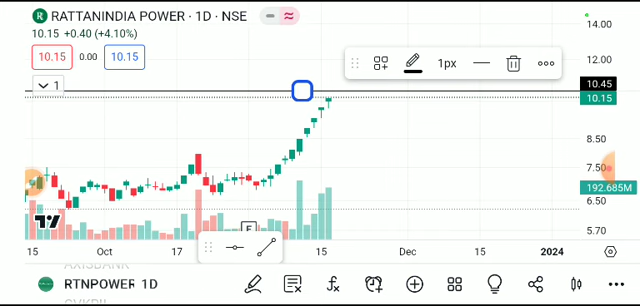 R RATTANINDIA POWER · 1D · NSE
10.15 +0.40 (+4.10%)
10.15 0.00 10.15
1
1px
14.00
12.00
10.45
10.15
8.50
7.50
192.685M
6.50
5.70
E
15 Oct 17 15 Dec 15 2024
RTNPOWER 1D